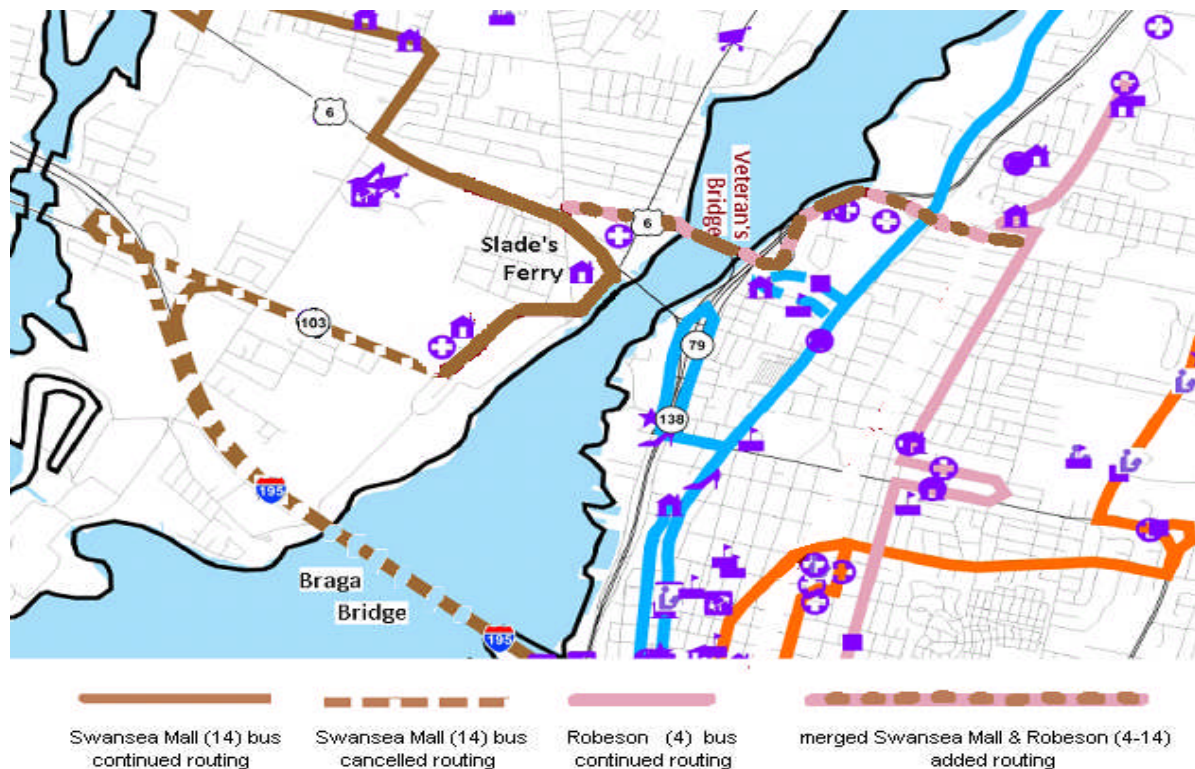 6
Veteran's
Bridge
6
Slade's
Ferry
103
79
138
195
Braga
Bridge
195
Swansea Mall (14) bus
continued routing
Swansea Mall (14) bus
cancelled routing
Robeson (4) bus
continued routing
merged Swansea Mall & Robeson (4-14)
added routing